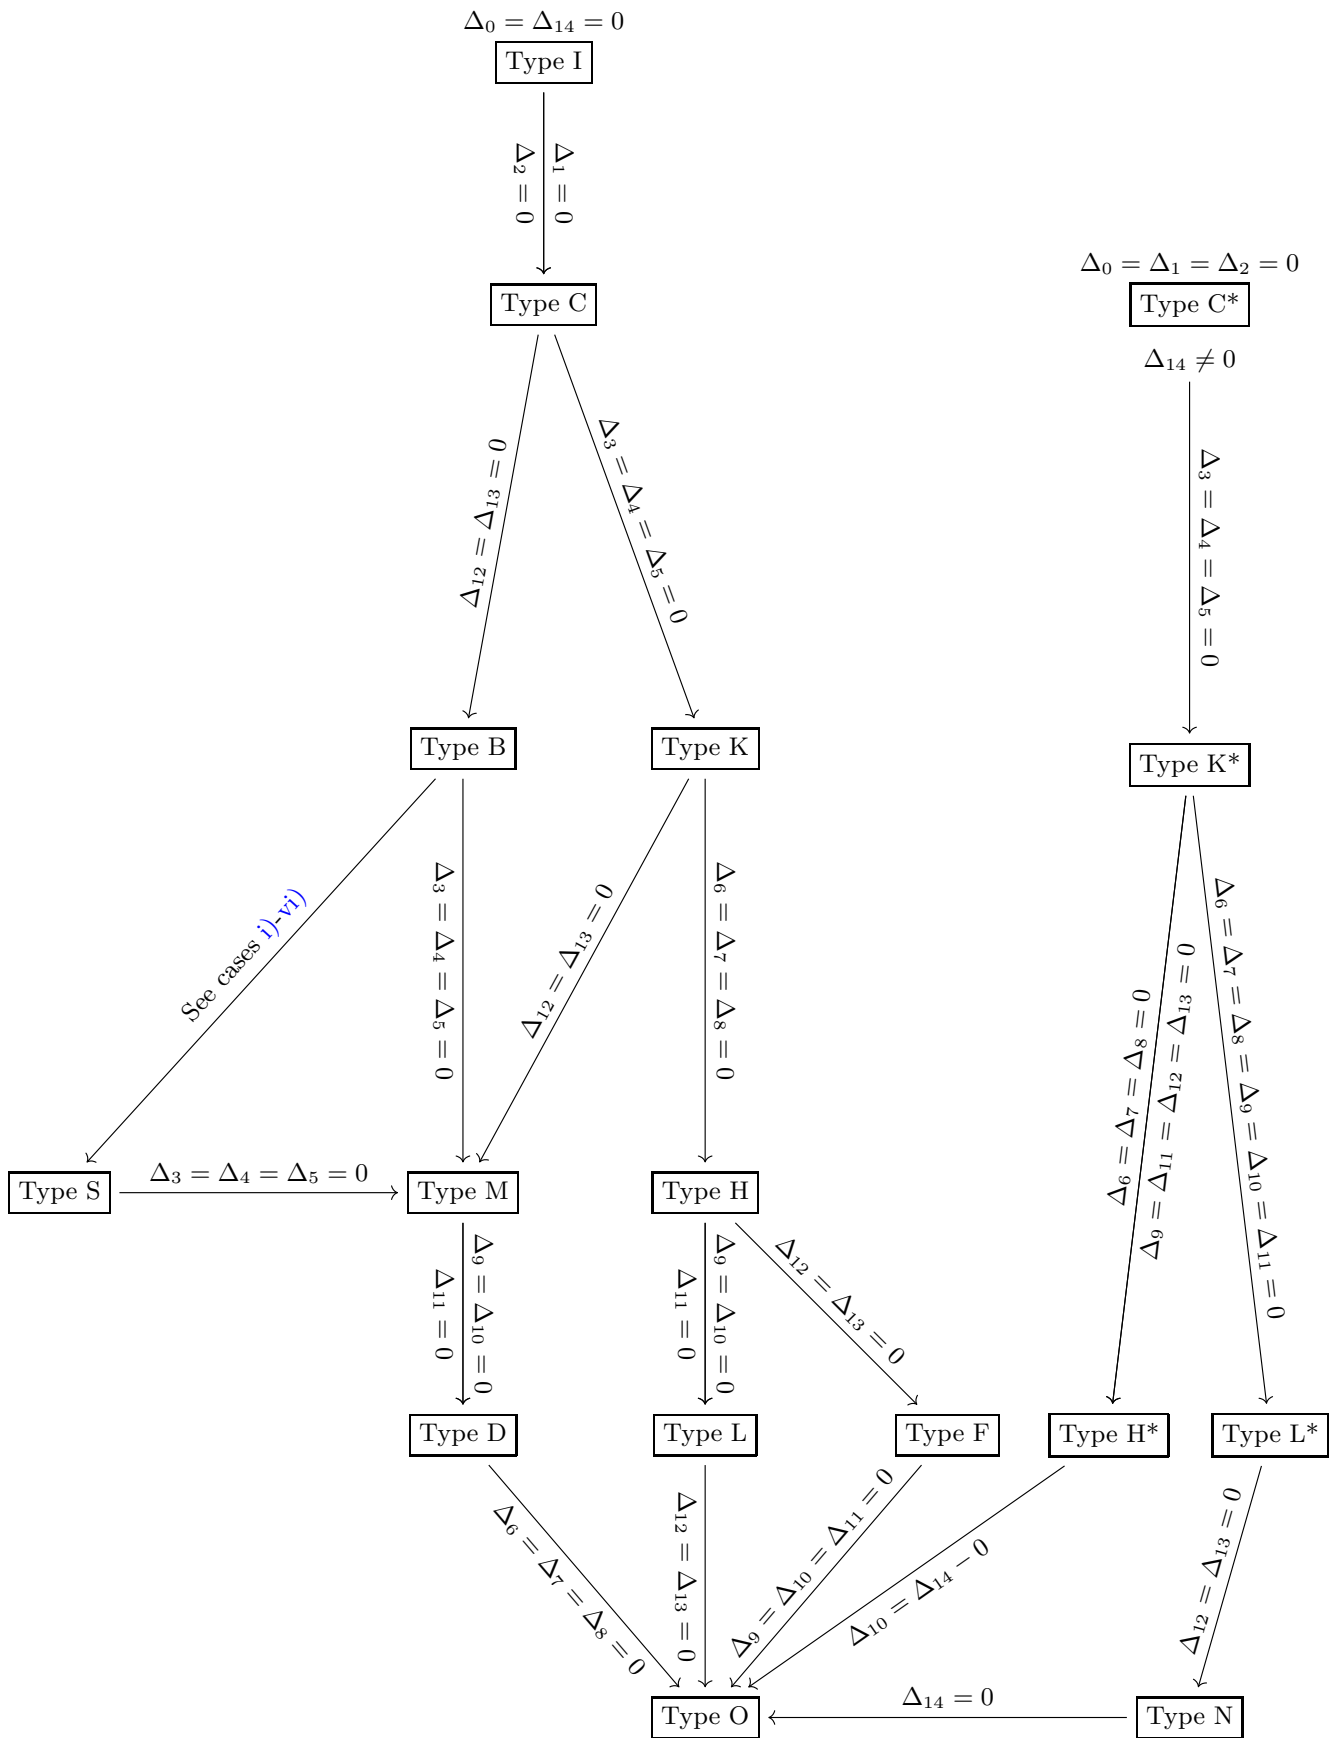 Δ₀ = Δ₁₄ = 0
Type I
Δ₂ = 0
Δ₁ = 0
Δ₀ = Δ₁ = Δ₂ = 0
Type C
Type C*
Δ₁₄ ≠ 0
Δ₁₂ = Δ₁₃ = 0
Δ₃ = Δ₄ = Δ₅ = 0
Δ₃ = Δ₄ = Δ₅ = 0
Type B
Type K
Type K*
See cases i)-vi)
Δ₃ = Δ₄ = Δ₅ = 0
Δ₁₂ = Δ₁₃ = 0
Δ₆ = Δ₇ = Δ₈ = 0
Δ₆ = Δ₇ = Δ₈ = 0
Δ₉ = Δ₁₁ = Δ₁₂ = Δ₁₃ = 0
Δ₆ = Δ₇ = Δ₈ = Δ₉ = Δ₁₀ = Δ₁₁ = 0
Type S
Δ₃ = Δ₄ = Δ₅ = 0
Type M
Type H
Δ₁₁ = 0
Δ₉ = Δ₁₀ = 0
Δ₁₁ = 0
Δ₉ = Δ₁₀ = 0
Δ₁₂ = Δ₁₃ = 0
Type D
Type L
Type F
Type H*
Type L*
Δ₆ = Δ₇ = Δ₈ = 0
Δ₁₂ = Δ₁₃ = 0
Δ₉ = Δ₁₀ = Δ₁₁ = 0
Δ₁₀ = Δ₁₄ − 0
Δ₁₂ = Δ₁₃ = 0
Type O
Δ₁₄ = 0
Type N